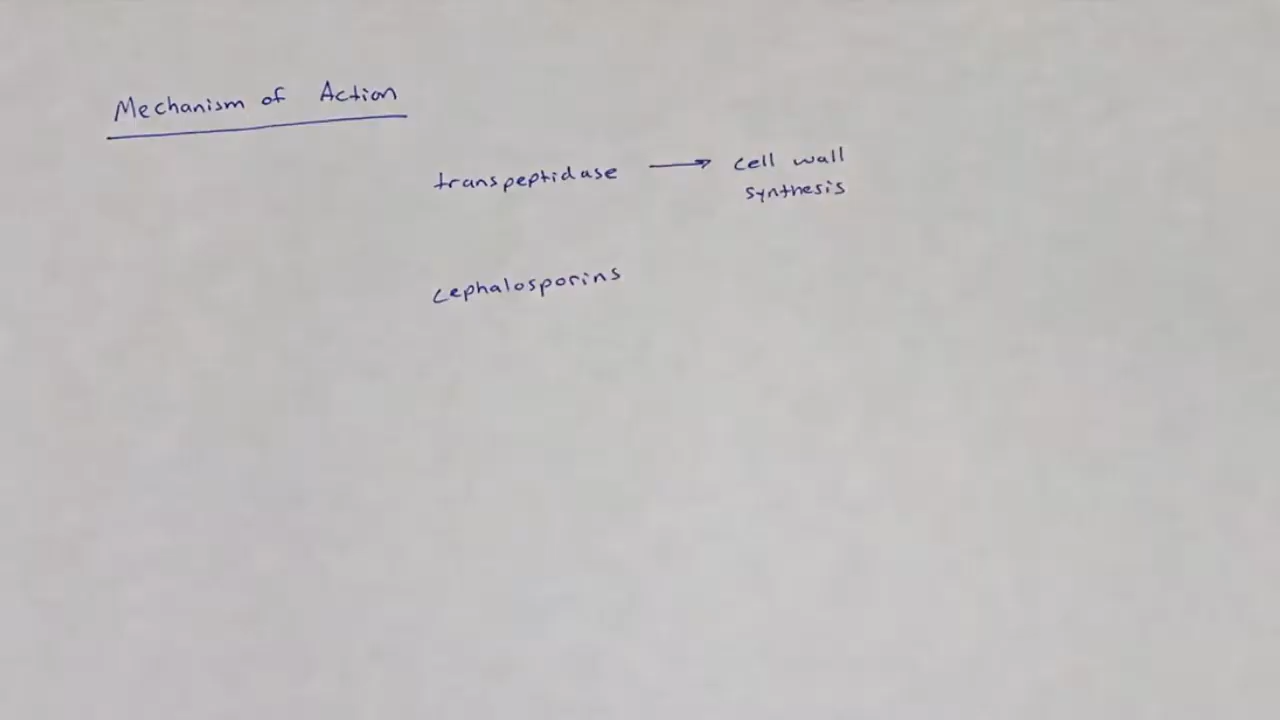 Mechanism of Action
transpeptidase → cell wall
synthesis
cephalosporins